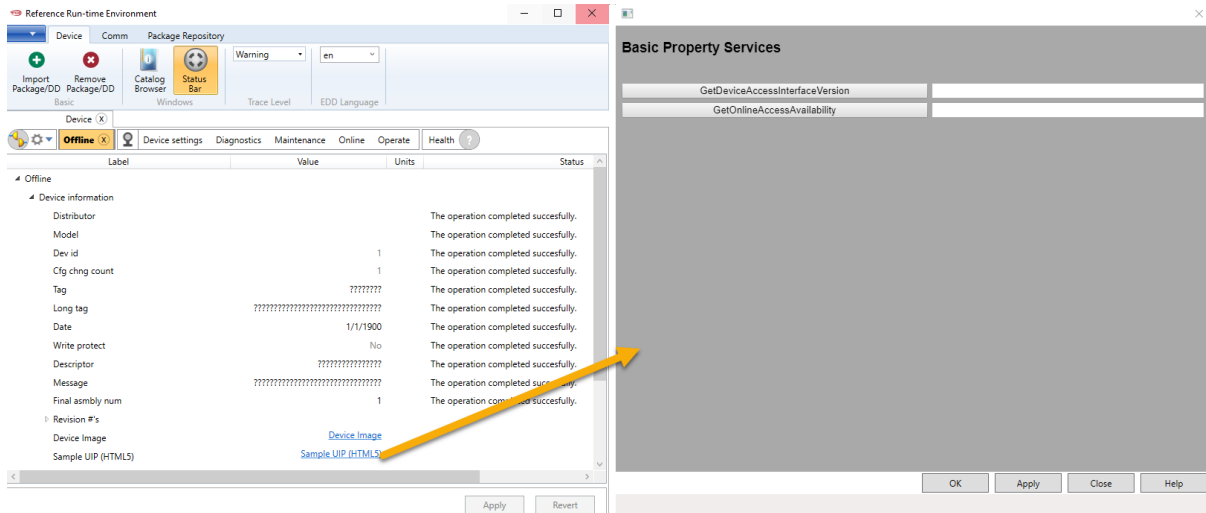 Reference Run-time Environment
Device Comm Package Repository
Import Package/DD
Remove Package/DD
Basic
Catalog Browser
Status Bar
Windows
Warning
Trace Level
en
EDD Language
Device
Offline Device settings Diagnostics Maintenance Online Operate Health ?
Label Value Units Status
Offline
Device information
Distributor The operation completed succesfully.
Model The operation completed succesfully.
Dev id 1 The operation completed succesfully.
Cfg chng count 1 The operation completed succesfully.
Tag ???????? The operation completed succesfully.
Long tag ???????????????????????????????? The operation completed succesfully.
Date 1/1/1900 The operation completed succesfully.
Write protect No The operation completed succesfully.
Descriptor ???????????????? The operation completed succesfully.
Message ???????????????????????????????? The operation completed succesfully.
Final asmbly num 1 The operation completed succesfully.
Revision #'s
Device Image Device Image
Sample UIP (HTML5) Sample UIP (HTML5)
Apply Revert
Basic Property Services
GetDeviceAccessInterfaceVersion
GetOnlineAccessAvailability
OK Apply Close Help